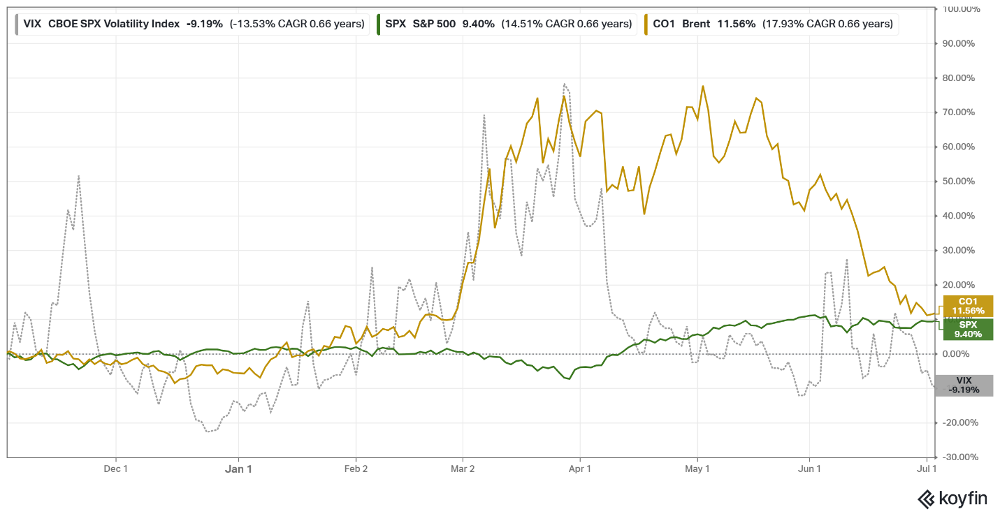 VIX CBOE SPX Volatility Index -9.19% (-13.53% CAGR 0.66 years) SPX S&P 500 9.40% (14.51% CAGR 0.66 years) CO1 Brent 11.56% (17.93% CAGR 0.66 years)
100.00%
90.00%
80.00%
70.00%
60.00%
50.00%
40.00%
30.00%
20.00%
CO1
11.56%
SPX
9.40%
0.00%
VIX
-9.19%
-20.00%
-30.00%
Dec 1 Jan 1 Feb 2 Mar 2 Apr 1 May 1 Jun 1 Jul 1
koyfin